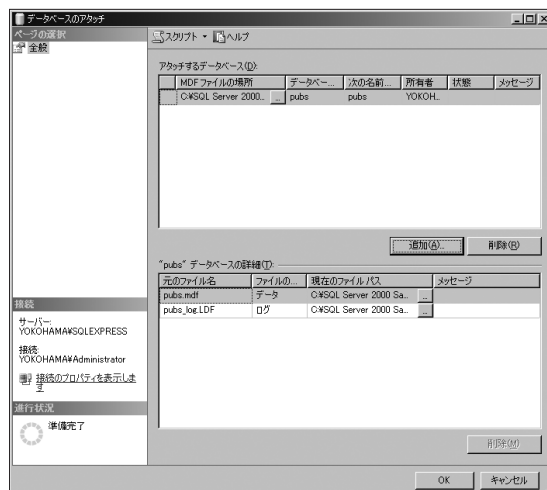 データベースのアタッチ
ページの選択
全般
スクリプト ヘルプ
アタッチするデータベース(D):
MDF ファイルの場所 データベー... 次の名前... 所有者 状態 メッセージ
C:¥SQL Server 2000... ... pubs pubs YOKOH...
追加(A)... 削除(R)
"pubs" データベースの詳細(T):
元のファイル名 ファイルの... 現在のファイル パス メッセージ
pubs.mdf データ C:¥SQL Server 2000 Sa... ...
pubs_log.LDF ログ C:¥SQL Server 2000 Sa... ...
接続
サーバー:
YOKOHAMA¥SQLEXPRESS
接続:
YOKOHAMA¥Administrator
接続のプロパティを表示しま
す
進行状況
準備完了
削除(M)
OK キャンセル